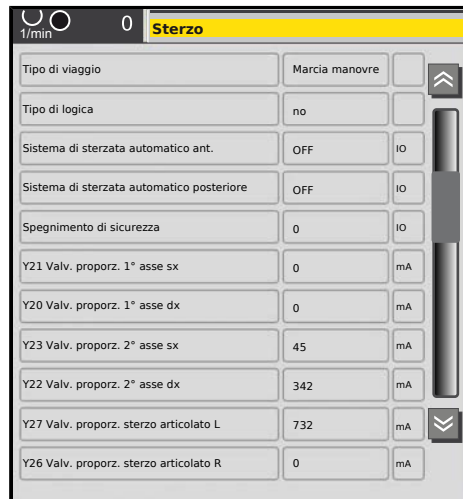 1/min 0 Sterzo
Tipo di viaggio Marcia manovre
Tipo di logica no
Sistema di sterzata automatico ant. OFF IO
Sistema di sterzata automatico posteriore OFF IO
Spegnimento di sicurezza 0 IO
Y21 Valv. proporz. 1° asse sx 0 mA
Y20 Valv. proporz. 1° asse dx 0 mA
Y23 Valv. proporz. 2° asse sx 45 mA
Y22 Valv. proporz. 2° asse dx 342 mA
Y27 Valv. proporz. sterzo articolato L 732 mA
Y26 Valv. proporz. sterzo articolato R 0 mA